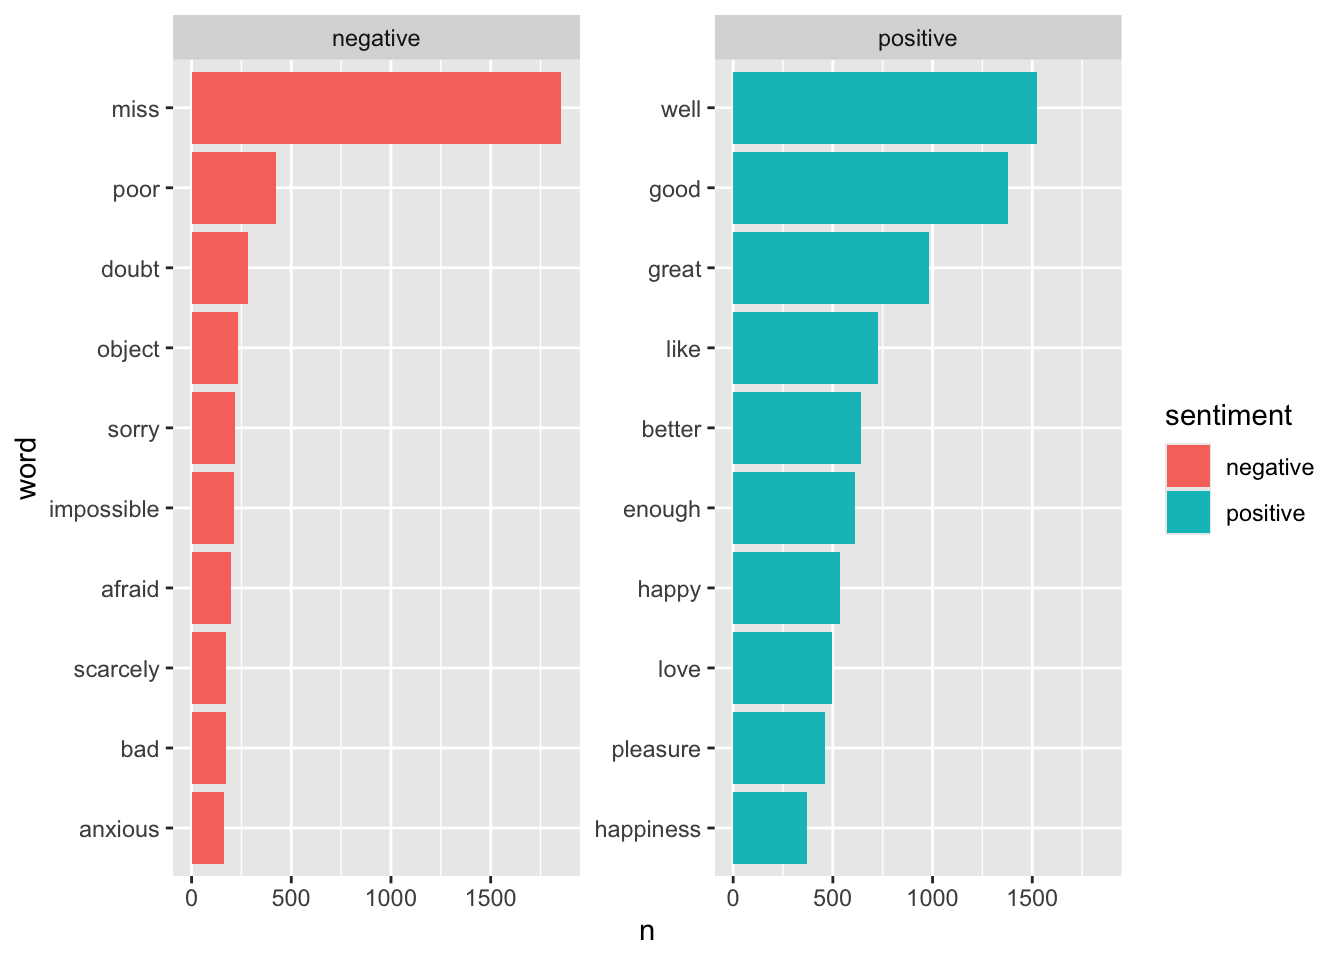 negative
positive
word
miss
poor
doubt
object
sorry
impossible
afraid
scarcely
bad
anxious
0
500
1000
1500
well
good
great
like
better
enough
happy
love
pleasure
happiness
0
500
1000
1500
n
sentiment
negative
positive